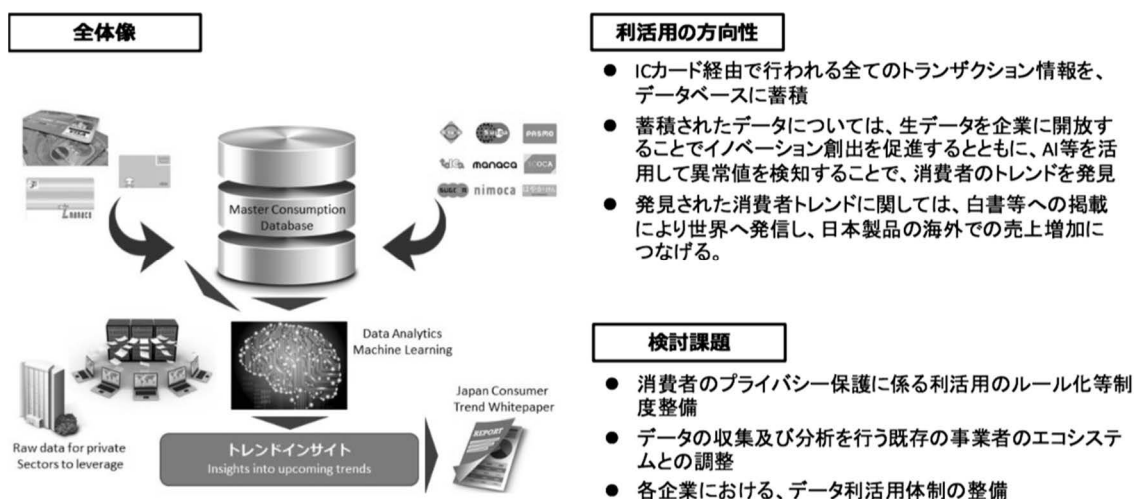 全体像
Master Consumption
Database
PASMO
manaca
nimoca
Data Analytics
Machine Learning
Raw data for private
Sectors to leverage
トレンドインサイト
Insights into upcoming trends
Japan Consumer
Trend Whitepaper
REPORT
利活用の方向性
● ICカード経由で行われる全てのトランザクション情報を、
データベースに蓄積
● 蓄積されたデータについては、生データを企業に開放す
ることでイノベーション創出を促進するとともに、AI等を活
用して異常値を検知することで、消費者のトレンドを発見
● 発見された消費者トレンドに関しては、白書等への掲載
により世界へ発信し、日本製品の海外での売上増加に
つなげる。
検討課題
● 消費者のプライバシー保護に係る利活用のルール化等制
度整備
● データの収集及び分析を行う既存の事業者のエコシステ
ムとの調整
● 各企業における、データ利活用体制の整備